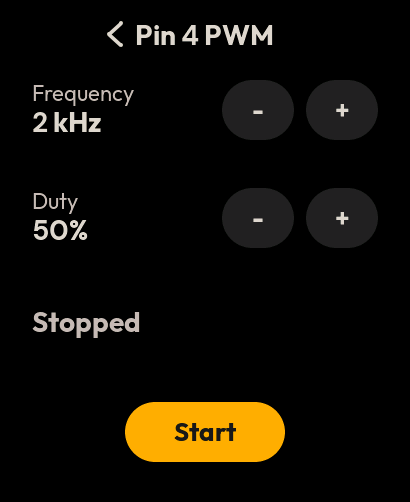 Pin 4 PWM
Frequency
2 kHz
- +
Duty
50%
- +
Stopped
Start